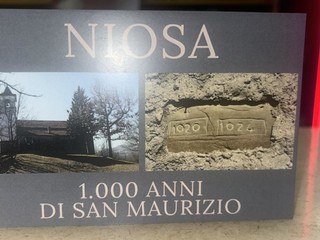 NIOSA
1020 1624
1.000 ANNI
DI SAN MAURIZIO